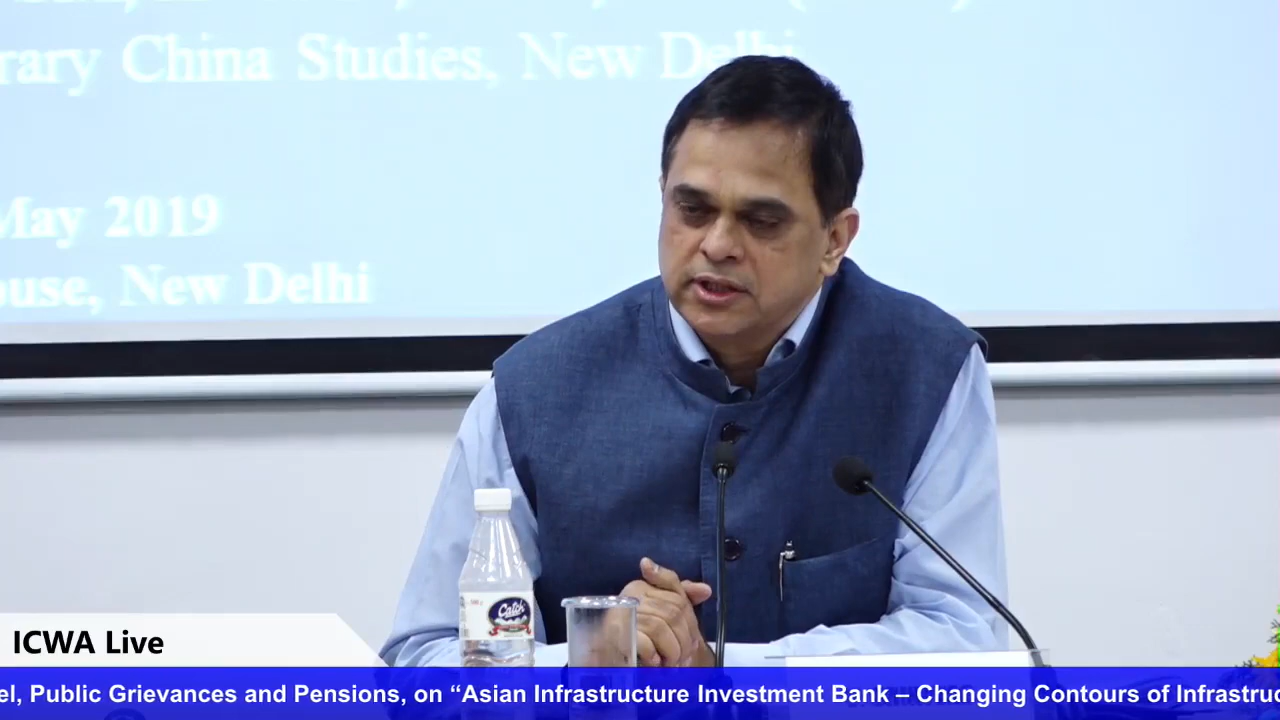 rary China Studies, New Delhi
May 2019
ouse, New Delhi
Catch
ICWA Live
el, Public Grievances and Pensions, on “Asian Infrastructure Investment Bank – Changing Contours of Infrastruc